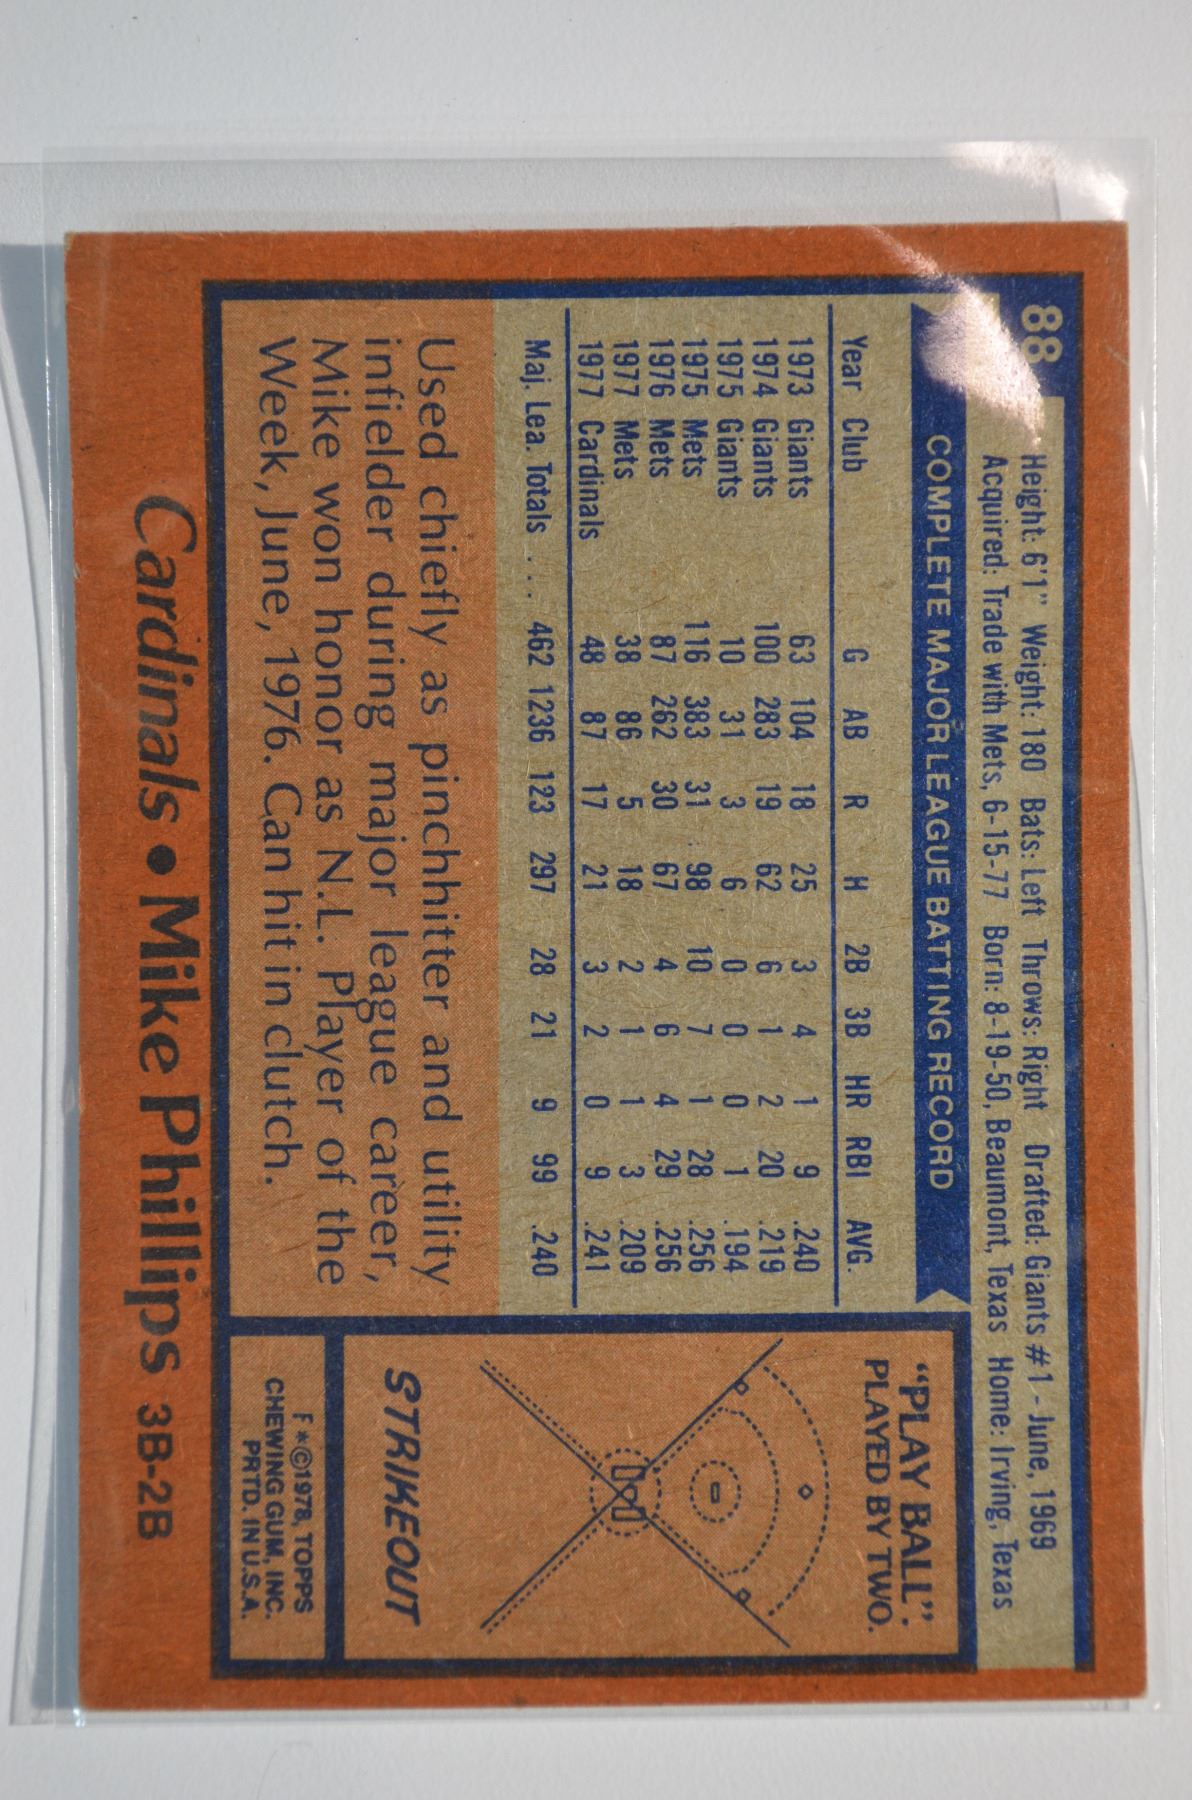 88
Height: 6'1" Weight: 180 Bats: Left Throws: Right Drafted: Giants #1 - June, 1969
Acquired: Trade with Mets, 6-15-77 Born: 8-19-50, Beaumont, Texas Home: Irving, Texas
COMPLETE MAJOR LEAGUE BATTING RECORD
Year Club G AB R H 2B 3B HR RBI AVG.
1973 Giants 63 104 18 25 3 4 1 9 .240
1974 Giants 100 283 19 62 6 1 2 20 .219
1975 Giants 10 31 3 6 0 0 0 1 .194
1975 Mets 116 383 31 98 10 7 1 28 .256
1976 Mets 87 262 30 67 4 6 4 29 .256
1977 Mets 38 86 5 18 2 1 1 3 .209
1977 Cardinals 48 87 17 21 3 2 0 9 .241
Maj. Lea. Totals . . . 462 1236 123 297 28 21 9 99 .240
Used chiefly as pinchhitter and utility
infielder during major league career,
Mike won honor as N.L. Player of the
Week, June, 1976. Can hit in clutch.
"PLAY BALL".
PLAYED BY TWO.
STRIKEOUT
F*©1978, TOPPS
CHEWING GUM, INC.
PRTD. IN U.S.A.
Cardinals • Mike Phillips 3B-2B